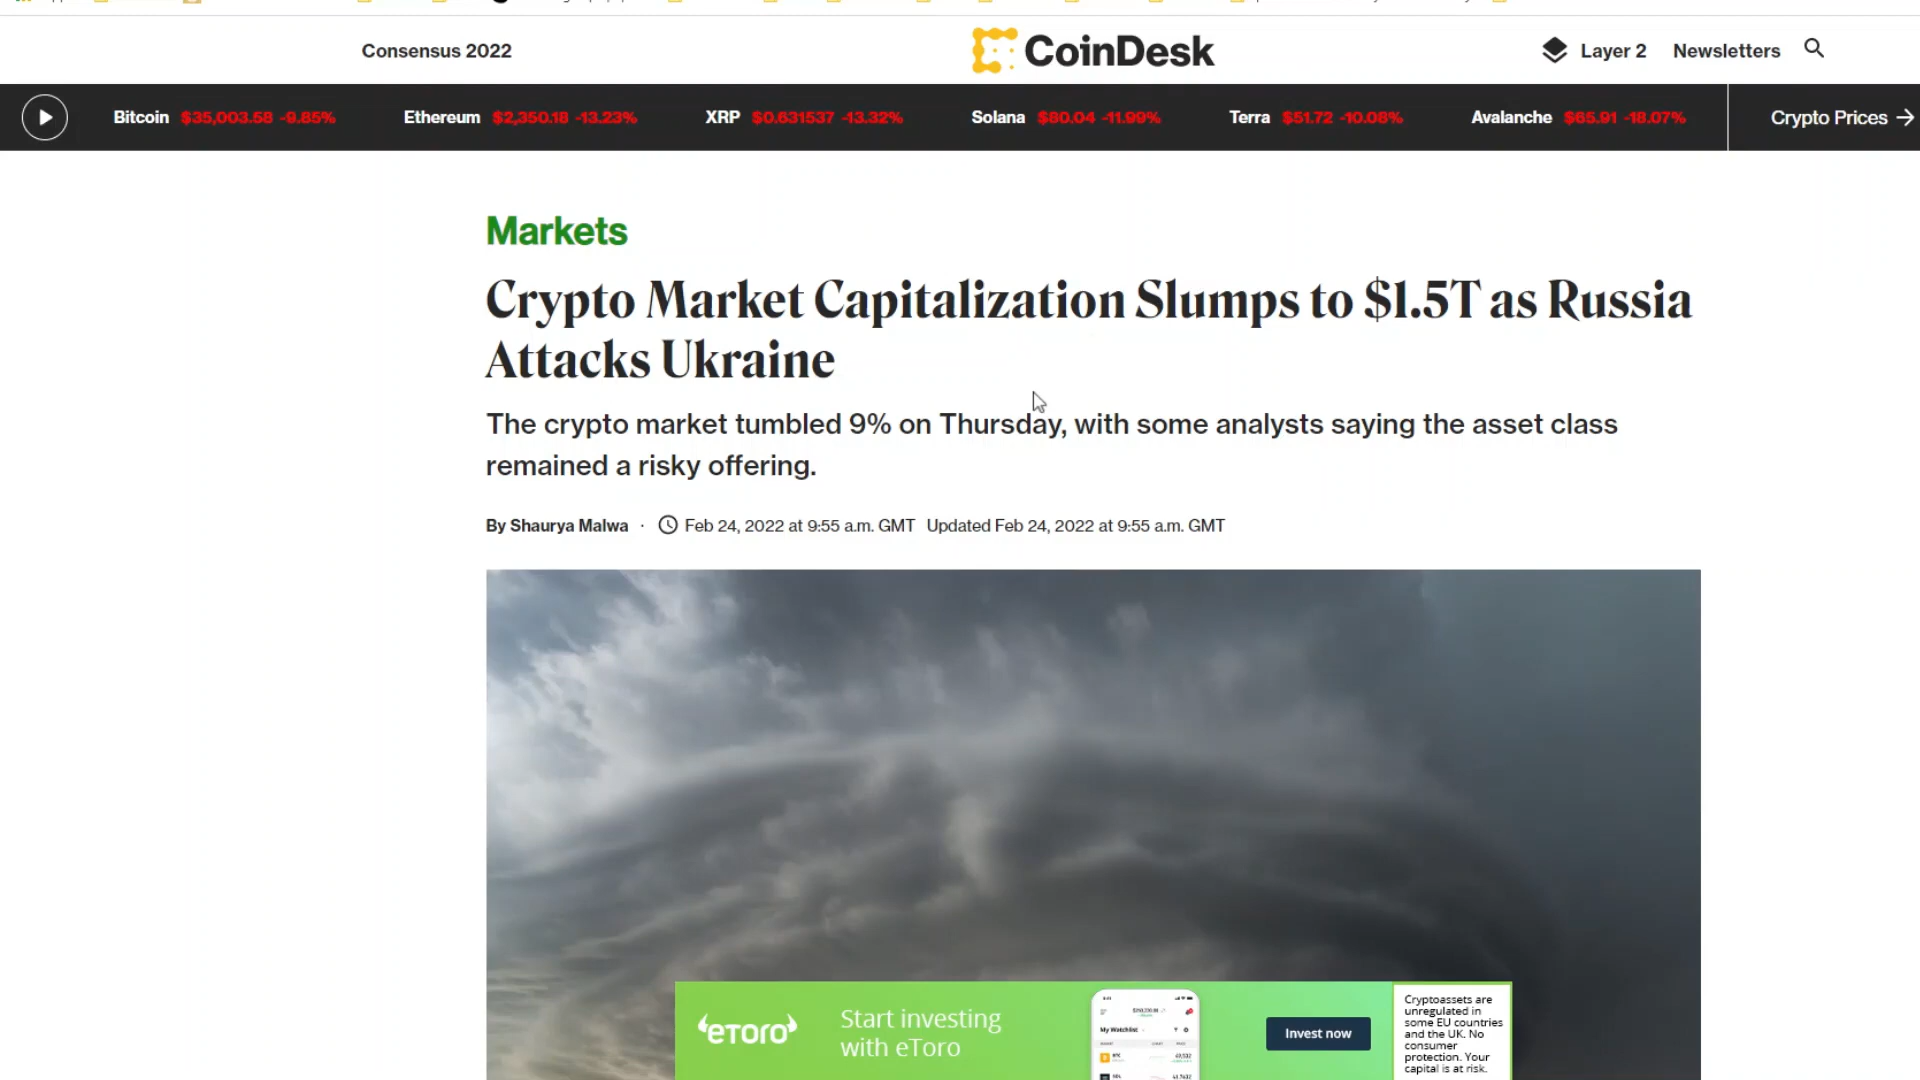 Consensus 2022
CoinDesk
Layer 2
Newsletters
Bitcoin $35,003.58 -9.85% Ethereum $2,350.18 -13.23% XRP $0.631537 -13.32% Solana $80.04 -11.99% Terra $51.72 -10.08% Avalanche $65.91 -18.07% Crypto Prices →
Markets
Crypto Market Capitalization Slumps to $1.5T as Russia
Attacks Ukraine
The crypto market tumbled 9% on Thursday, with some analysts saying the asset class
remained a risky offering.
By Shaurya Malwa · Feb 24, 2022 at 9:55 a.m. GMT Updated Feb 24, 2022 at 9:55 a.m. GMT
eToro
Start investing
with eToro
My Watchlist
Invest now
Cryptoassets are
unregulated in
some EU countries
and the UK. No
consumer
protection. Your
capital is at risk.